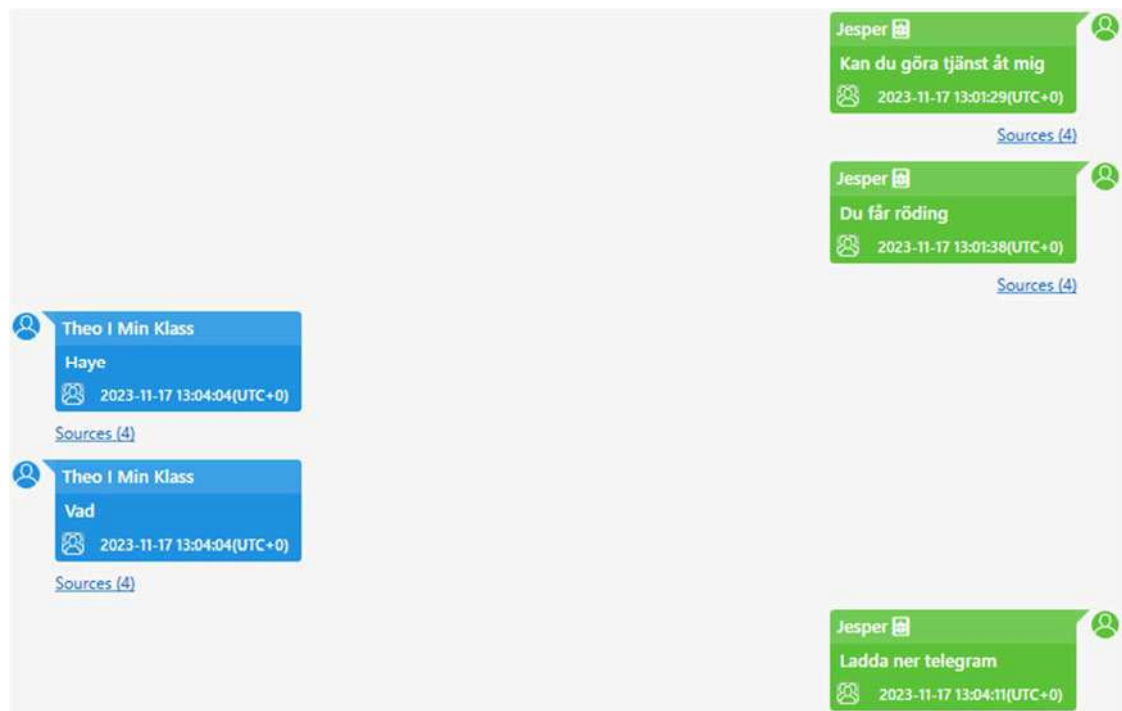 Jesper
Kan du göra tjänst åt mig
2023-11-17 13:01:29(UTC+0)
Sources (4)
Jesper
Du får röding
2023-11-17 13:01:38(UTC+0)
Sources (4)
Theo I Min Klass
Haye
2023-11-17 13:04:04(UTC+0)
Sources (4)
Theo I Min Klass
Vad
2023-11-17 13:04:04(UTC+0)
Sources (4)
Jesper
Ladda ner telegram
2023-11-17 13:04:11(UTC+0)